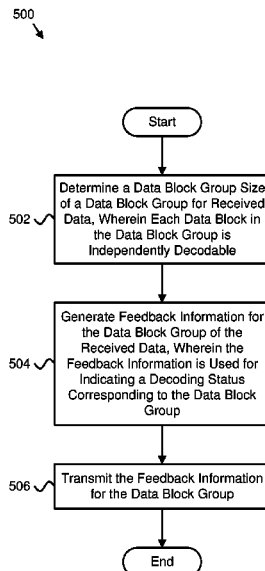 500
Start
502
Determine a Data Block Group Size
of a Data Block Group for Received
Data, Wherein Each Data Block in
the Data Block Group is
Independently Decodable
504
Generate Feedback Information for
the Data Block Group of the
Received Data, Wherein the
Feedback Information is Used for
Indicating a Decoding Status
Corresponding to the Data Block
Group
506
Transmit the Feedback Information
for the Data Block Group
End